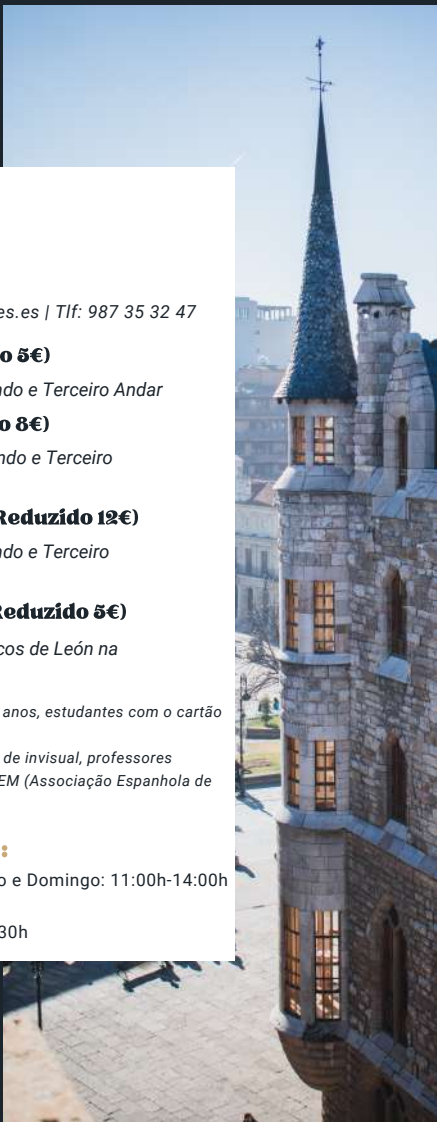 es.es | Tlf: 987 35 32 47
o 5€)
ndo e Terceiro Andar
o 8€)
ndo e Terceiro
Reduzido 12€)
ndo e Terceiro
Reduzido 5€)
cos de León na
anos, estudantes com o cartão
de invisual, professores
EM (Associação Espanhola de
:
o e Domingo: 11:00h-14:00h
30h